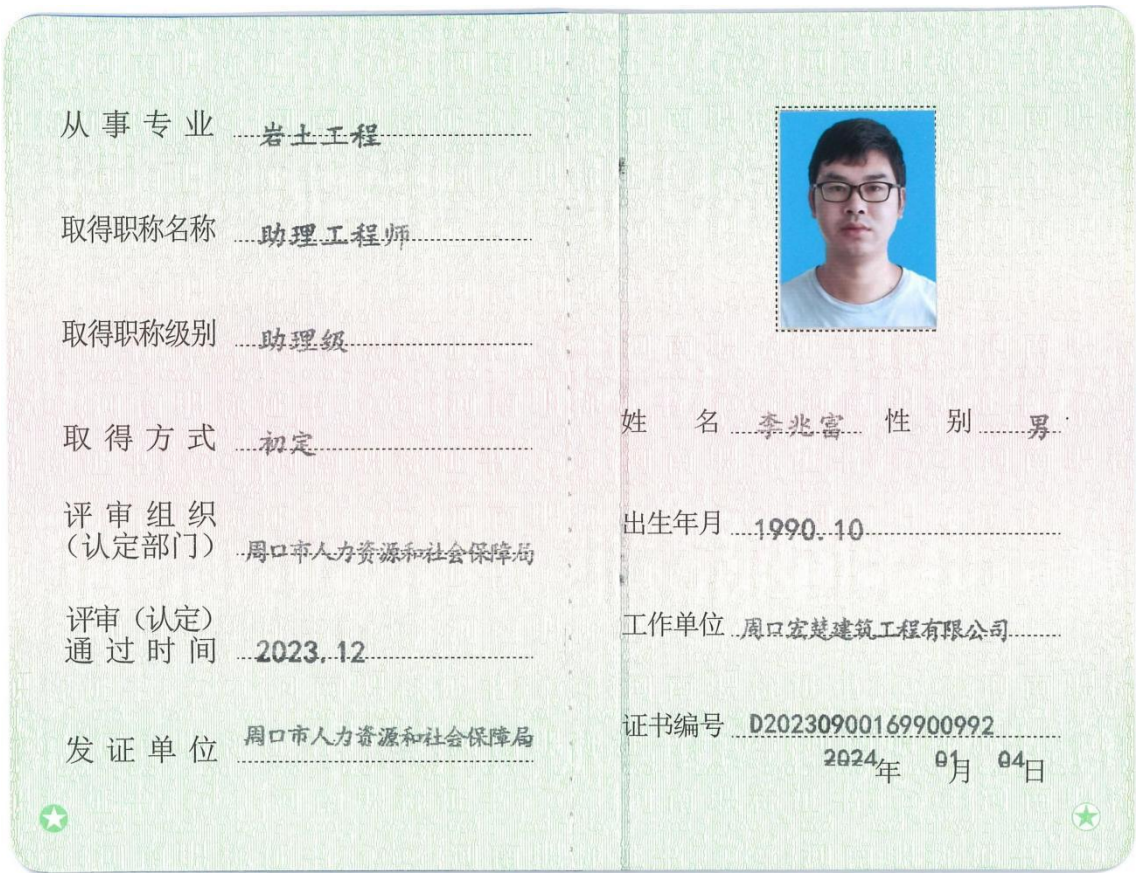 从事专业 岩土工程
取得职称名称 助理工程师
取得职称级别 助理级
取得方式 初定
评审组织
（认定部门） 周口市人力资源和社会保障局
评审（认定）
通过时间 2023.12
发证单位 周口市人力资源和社会保障局
姓名 李兆富 性别 男
出生年月 1990.10
工作单位 周口宏楚建筑工程有限公司
证书编号 D20230900169900992
2024年 01月 04日